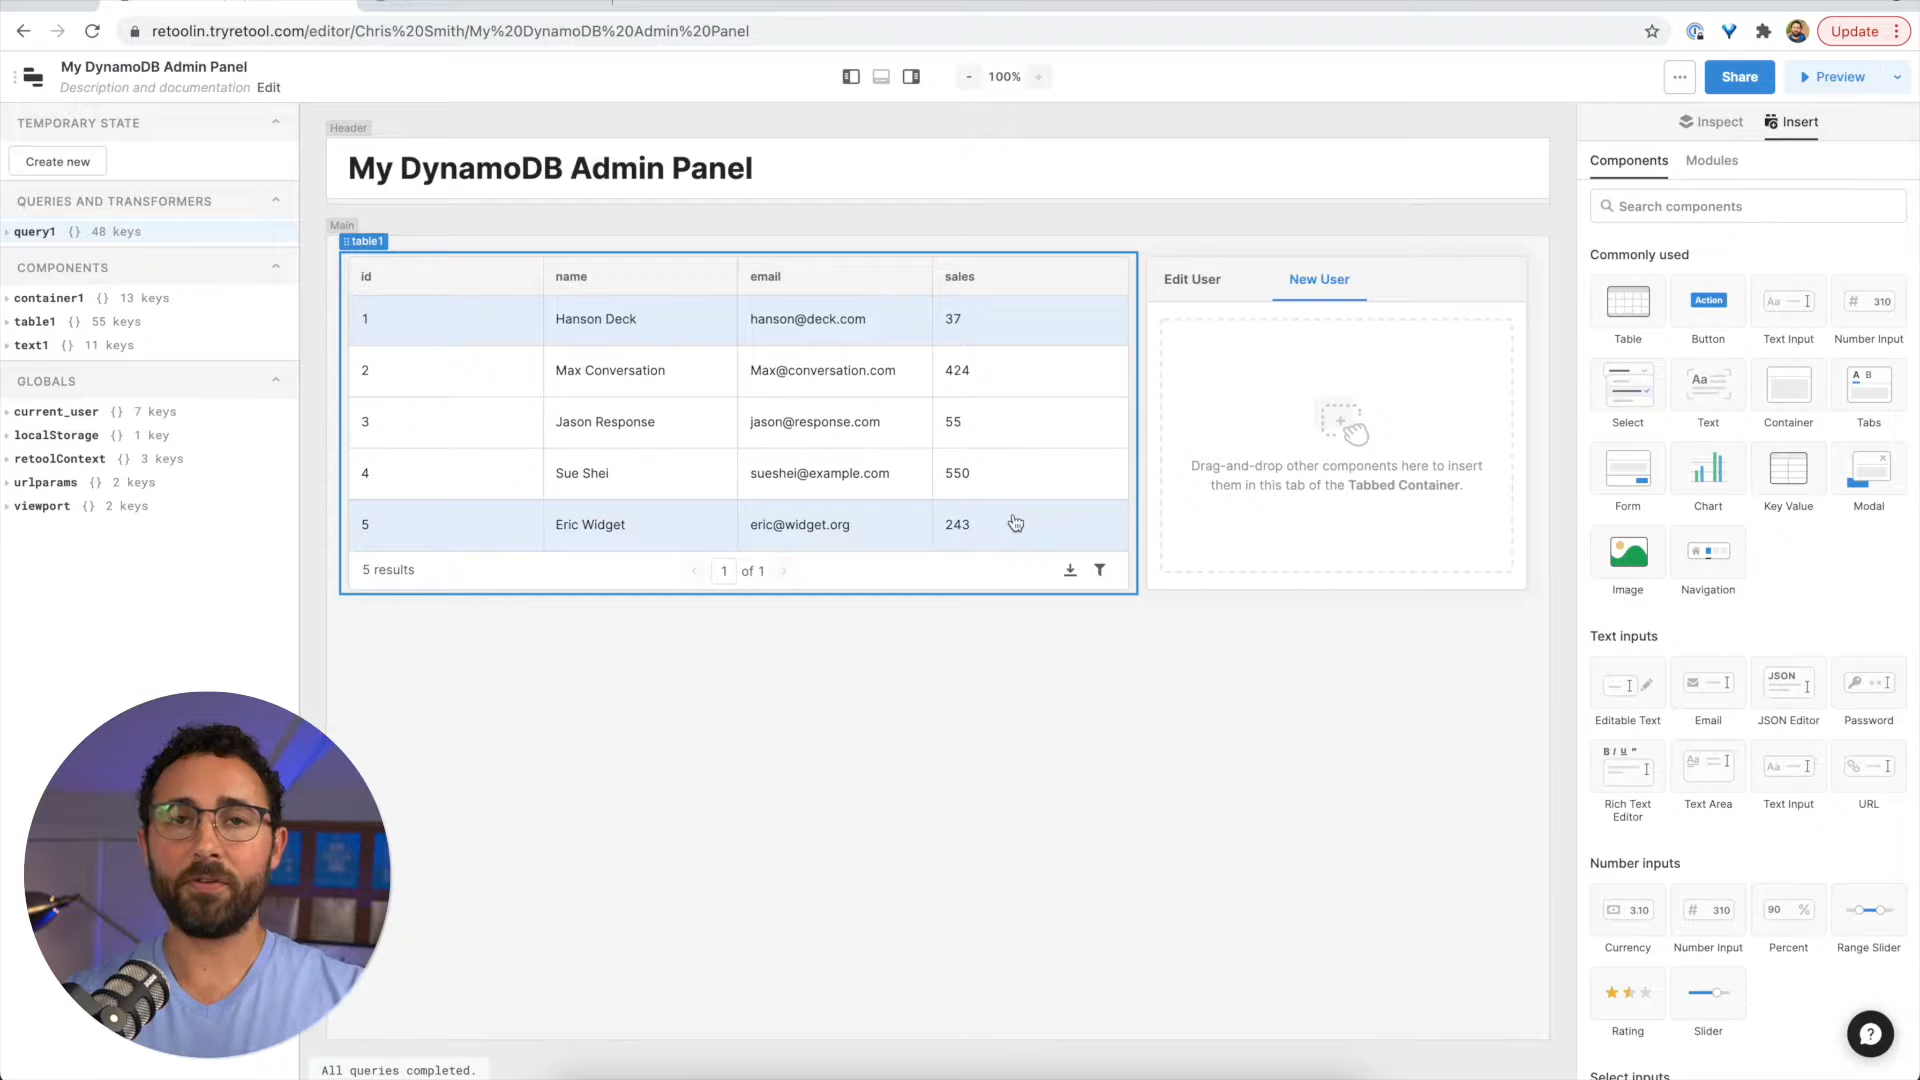 retoolin.tryretool.com/editor/Chris%20Smith/My%20DynamoDB%20Admin%20Panel
Update
My DynamoDB Admin Panel
Description and documentation Edit
- 100% +
Share
Preview
TEMPORARY STATE
Create new
QUERIES AND TRANSFORMERS
query1 {} 48 keys
COMPONENTS
container1 {} 13 keys
table1 {} 55 keys
text1 {} 11 keys
GLOBALS
current_user {} 7 keys
localStorage {} 1 key
retoolContext {} 3 keys
urlparams {} 2 keys
viewport {} 2 keys
Header
My DynamoDB Admin Panel
Main
table1
id name email sales
1 Hanson Deck hanson@deck.com 37
2 Max Conversation Max@conversation.com 424
3 Jason Response jason@response.com 55
4 Sue Shei sueshei@example.com 550
5 Eric Widget eric@widget.org 243
5 results
1 of 1
Edit User New User
Drag-and-drop other components here to insert
them in this tab of the Tabbed Container.
All queries completed.
Inspect Insert
Components Modules
Search components
Commonly used
Action Aa # 310
Table Button Text Input Number Input
Aa A B
Select Text Container Tabs
Form Chart Key Value Modal
Image Navigation
Text inputs
JSON
Editable Text Email JSON Editor Password
B I U "
Aa Aa
Rich Text Editor Text Area Text Input URL
Number inputs
3.10 # 310 90 %
Currency Number Input Percent Range Slider
Rating Slider
Select inputs
?